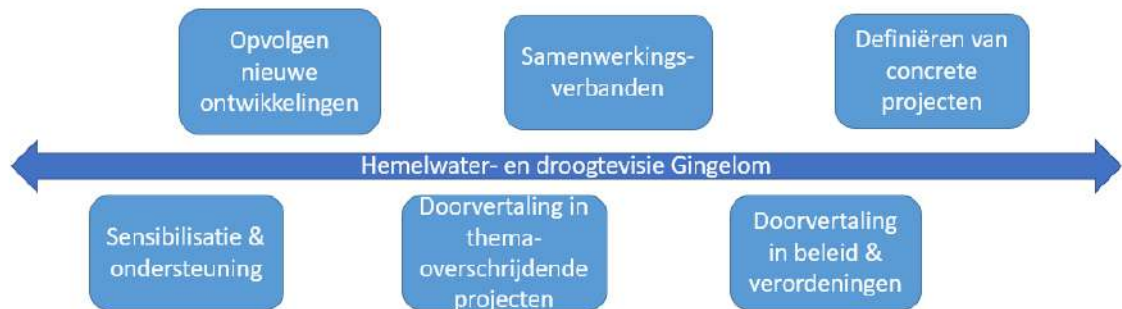 Opvolgen
nieuwe
ontwikkelingen
Samenwerkings-
verbanden
Definiëren van
concrete
projecten
Hemelwater- en droogtevisie Gingelom
Sensibilisatie &
ondersteuning
Doorvertaling in
thema-
overschrijdende
projecten
Doorvertaling
in beleid &
verordeningen